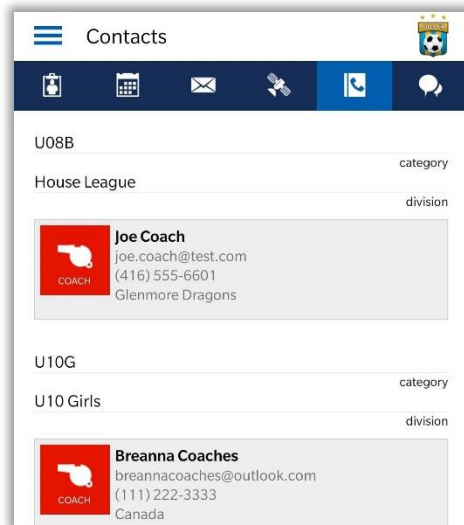 Contacts
SOCCER
U08B
category
House League
division
Joe Coach
joe.coach@test.com
(416) 555-6601
COACH
Glenmore Dragons
U10G
category
U10 Girls
division
Breanna Coaches
breannacoaches@outlook.com
(111) 222-3333
COACH
Canada